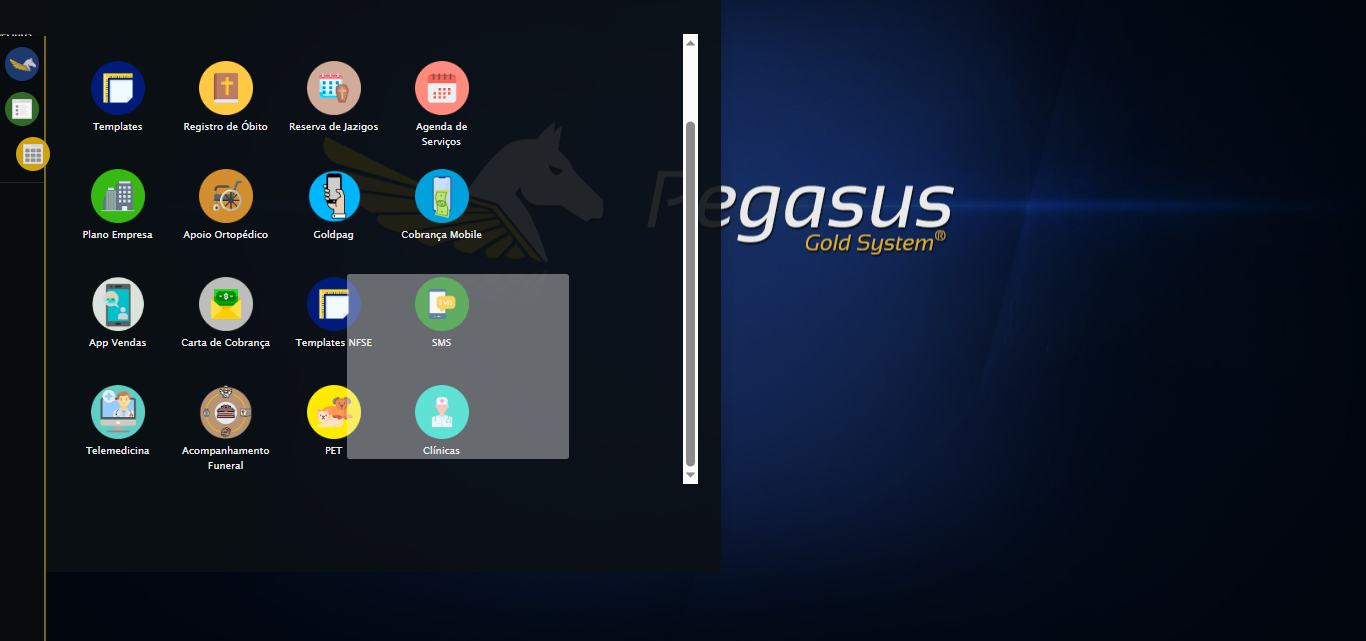 Templates
Registro de Óbito
Reserva de Jazigos
Agenda de
Serviços
Plano Empresa
Apoio Ortopédico
Goldpag
Cobrança Mobile
Pegasus
Gold System®
App Vendas
Carta de Cobrança
Templates NFSE
SMS
SMS
Telemedicina
Acompanhamento
Funeral
PET
Clínicas